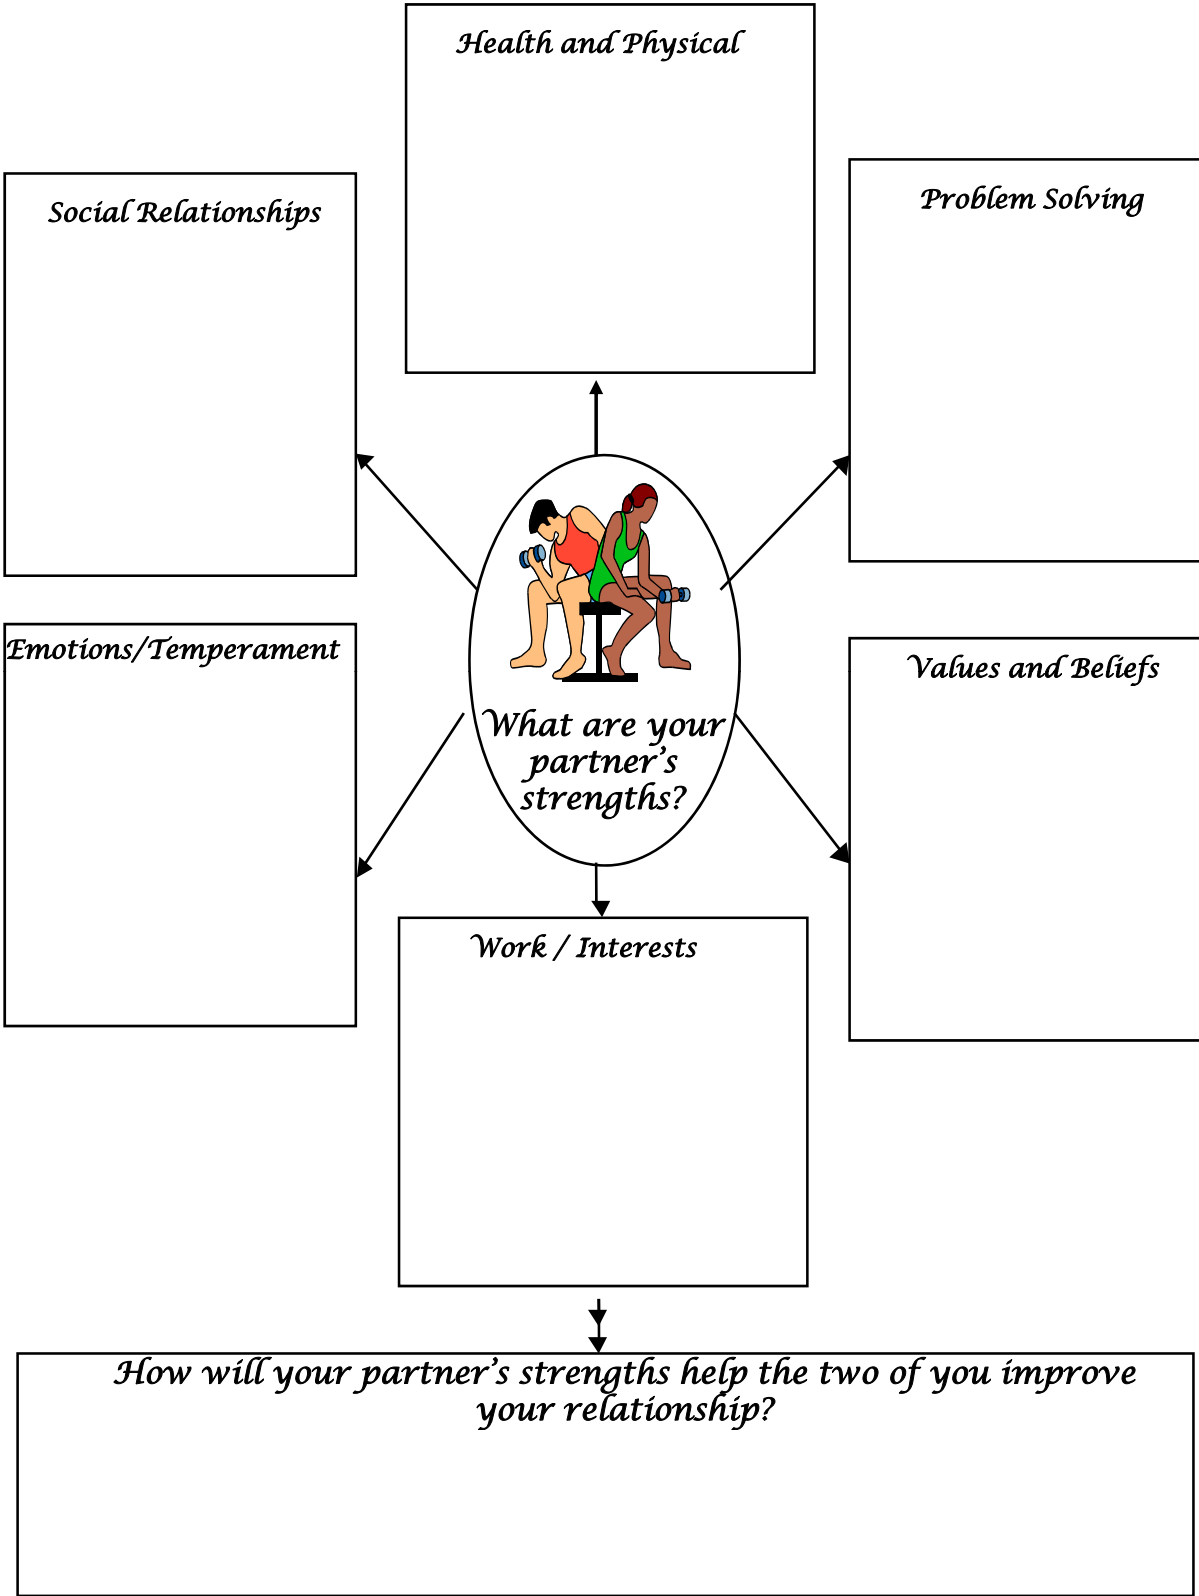 Health and Physical
Social Relationships
Problem Solving
Emotions/Temperament
Values and Beliefs
What are your
partner's
strengths?
Work / Interests
How will your partner's strengths help the two of you improve
your relationship?